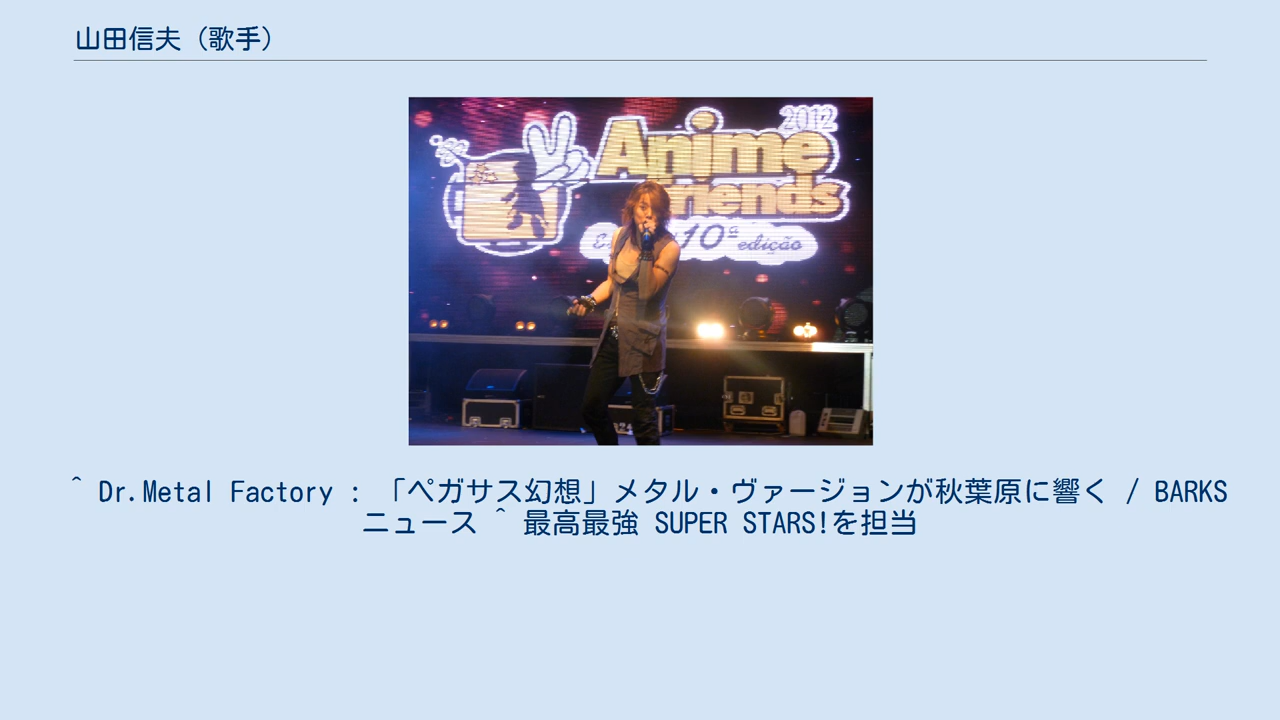 山田信夫（歌手）
2012
Anime
Friends
10ª edição
^ Dr.Metal Factory : 「ペガサス幻想」メタル・ヴァージョンが秋葉原に響く / BARKS
ニュース ^ 最高最強 SUPER STARS!を担当